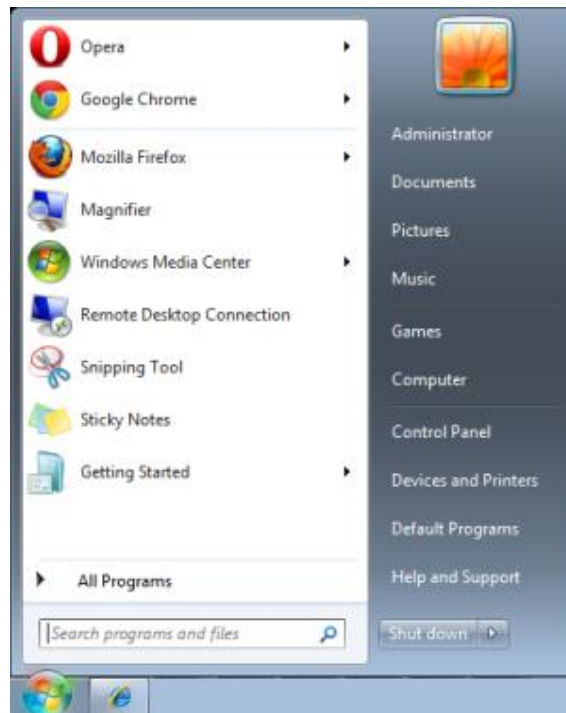 Opera
Google Chrome
Mozilla Firefox
Magnifier
Windows Media Center
Remote Desktop Connection
Snipping Tool
Sticky Notes
Getting Started
All Programs
Search programs and files
Administrator
Documents
Pictures
Music
Games
Computer
Control Panel
Devices and Printers
Default Programs
Help and Support
Shut down